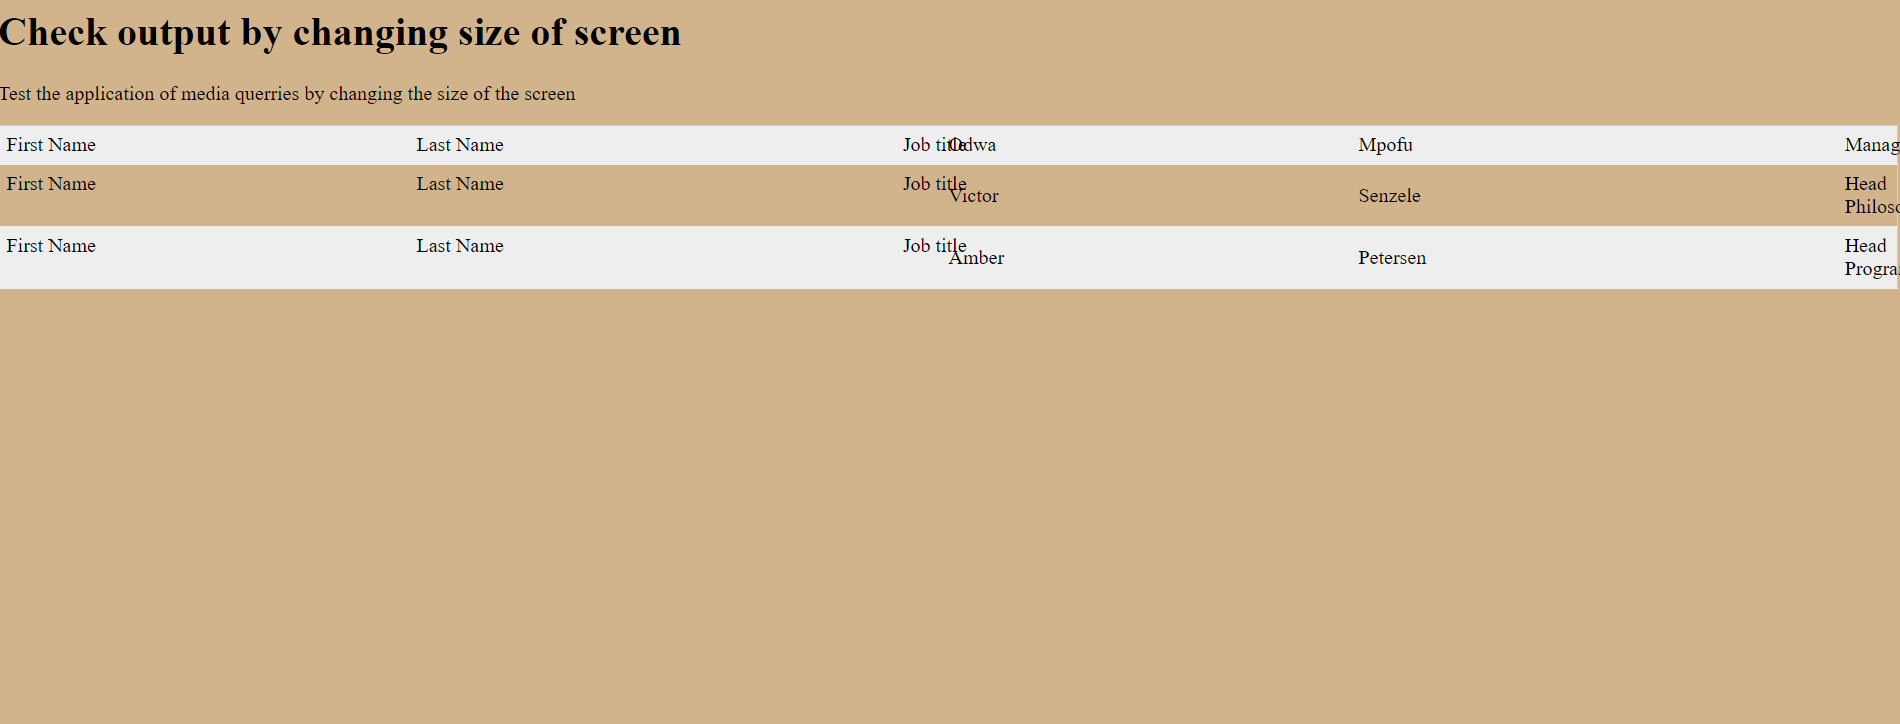 Check output by changing size of screen
Test the application of media querries by changing the size of the screen
First Name Last Name Job title Odwa Mpofu Manag
First Name Last Name Job title Victor Senzele Head
Philoso
First Name Last Name Job title Amber Petersen Head
Progra